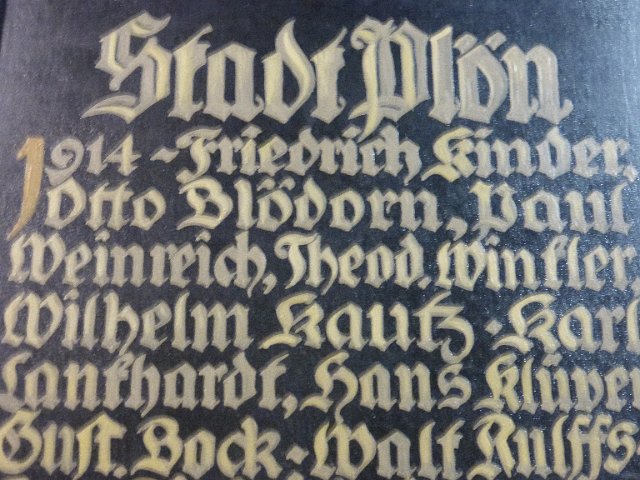 Stadt Plön
1914 - Friedrich Kinder,
Otto Blödorn, Paul
Weinreich, Theod. Winkler,
Wilhelm Kautz · Karl
Lankhardt, Hans Klüver
Gust. Bock · Walt Kulffs